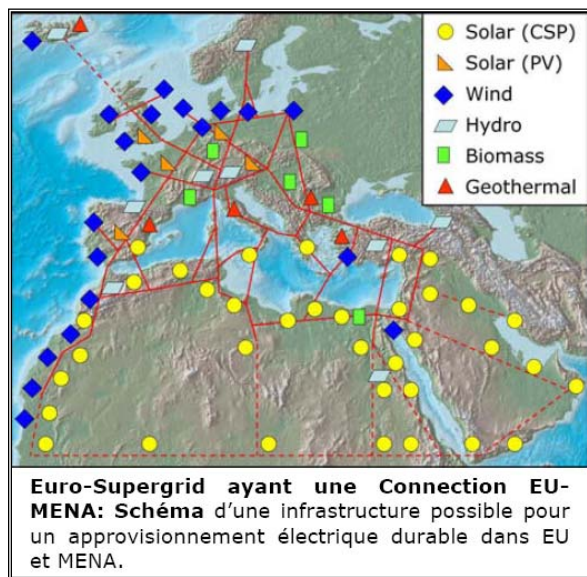 Solar (CSP)
Solar (PV)
Wind
Hydro
Biomass
Geothermal
Euro-Supergrid ayant une Connection EU-
MENA: Schéma d'une infrastructure possible pour
un approvisionnement électrique durable dans EU
et MENA.